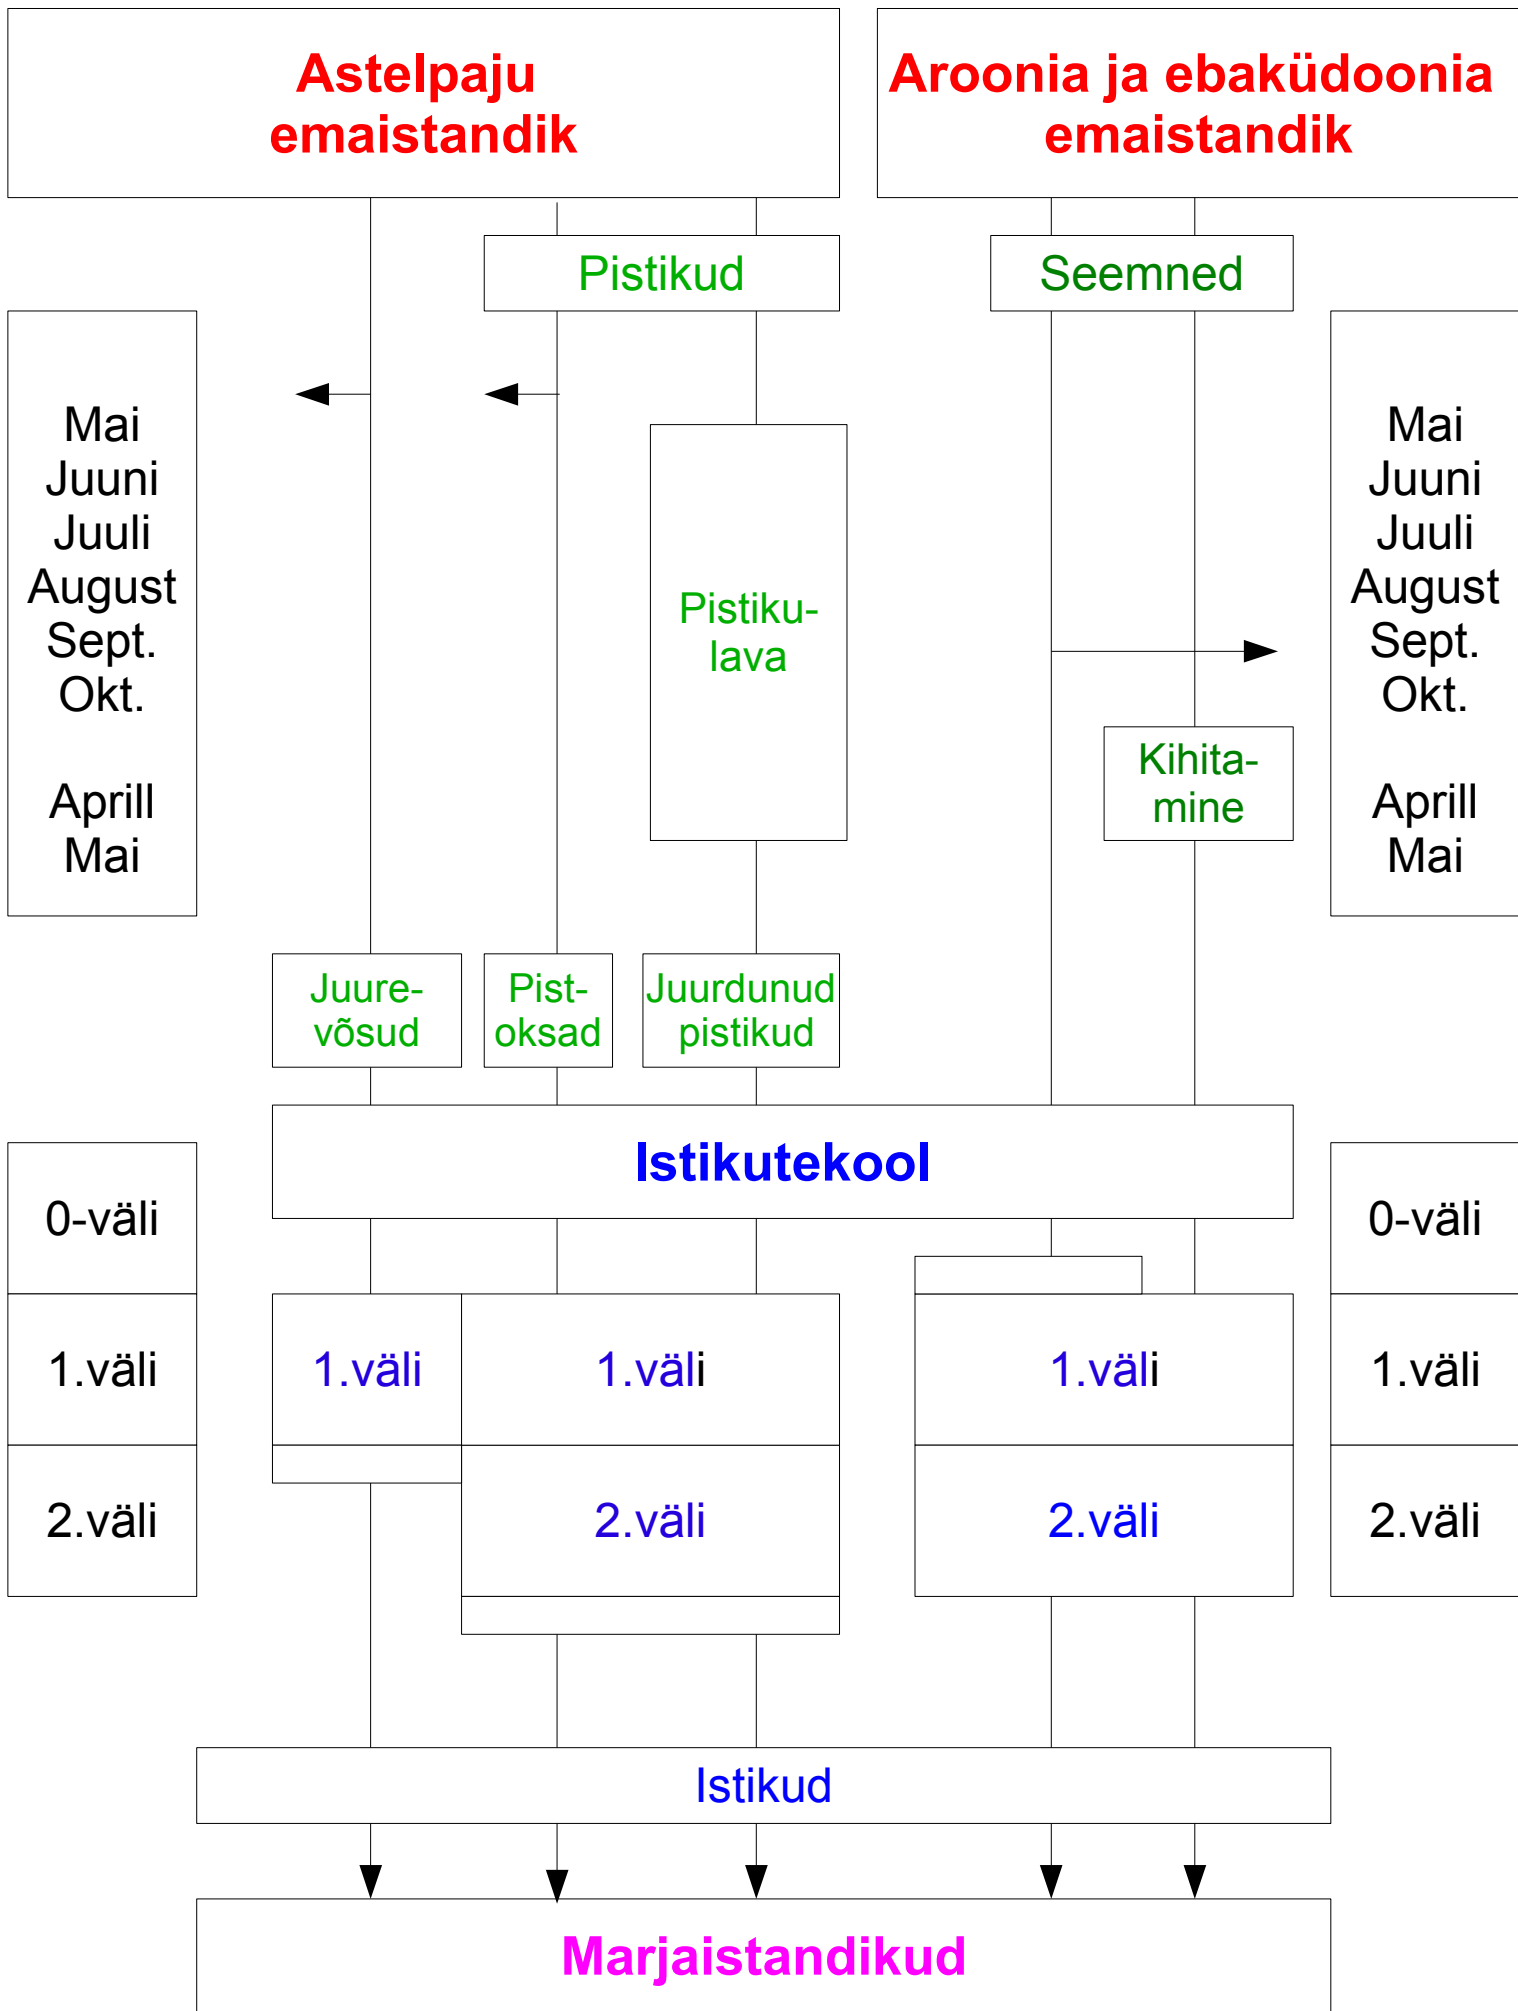 Astelpaju
emaistandik
Aroonia ja ebaküdoonia
emaistandik
Pistikud
Seemned
Mai
Juuni
Juuli
August
Sept.
Okt.
Aprill
Mai
Pistiku-
lava
Kihita-
mine
Mai
Juuni
Juuli
August
Sept.
Okt.
Aprill
Mai
Juure-
võsud
Pist-
oksad
Juurdunud
pistikud
Istikutekool
0-väli
0-väli
1.väli
1.väli
1.väli
1.väli
1.väli
2.väli
2.väli
2.väli
2.väli
Istikud
Marjaistandikud